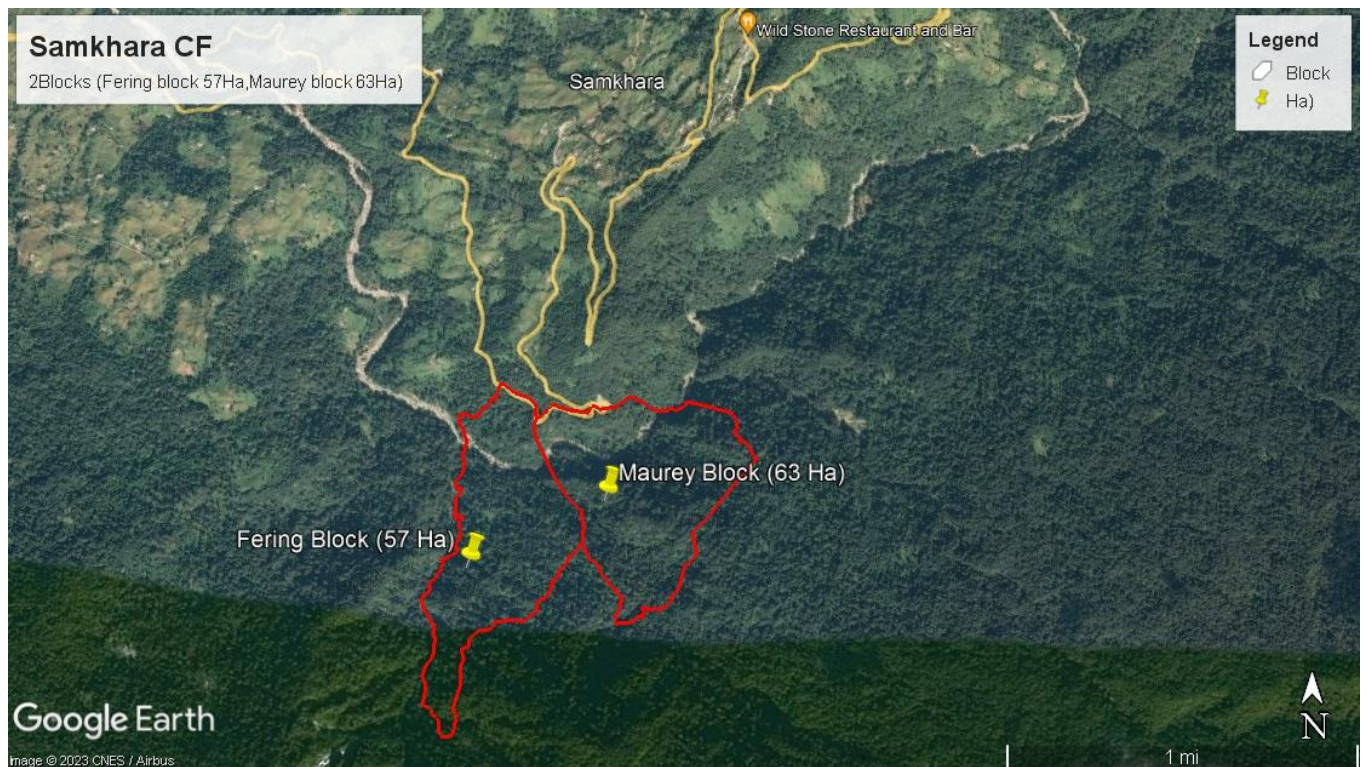 Samkhara CF
2Blocks (Fering block 57Ha,Maurey block 63Ha)
Wild Stone Restaurant and Bar
Legend
Block
Ha)
Samkhara
Maurey Block (63 Ha)
Fering Block (57 Ha)
Google Earth
N
Image © 2023 CNES / Airbus
1 mi